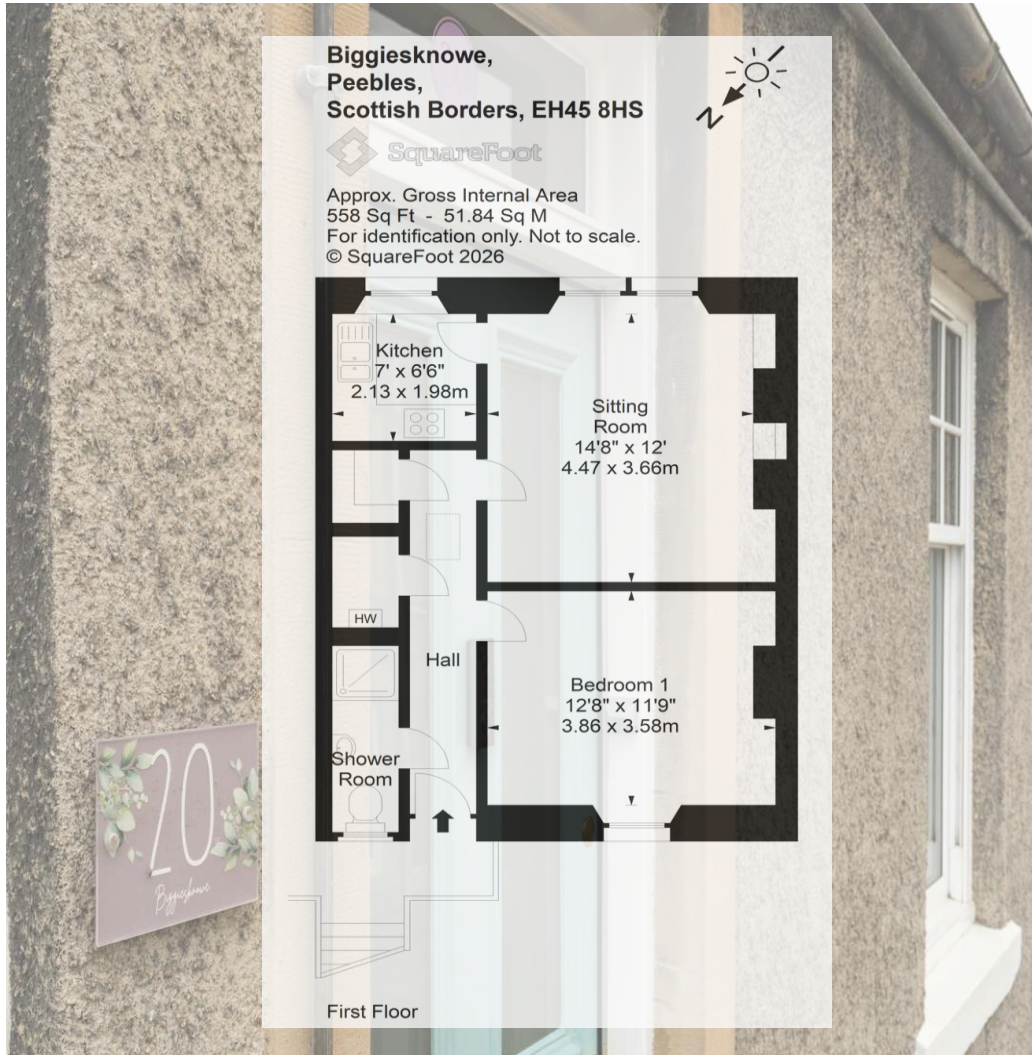 Biggiesknowe,
Peebles,
Scottish Borders, EH45 8HS
N
SquareFoot
Approx. Gross Internal Area
558 Sq Ft - 51.84 Sq M
For identification only. Not to scale.
© SquareFoot 2026
Kitchen
7' x 6'6"
2.13 x 1.98m
Sitting
Room
14'8" x 12'
4.47 x 3.66m
HW
Hall
Bedroom 1
12'8" x 11'9"
3.86 x 3.58m
Shower
Room
20
Biggiesknowe
First Floor